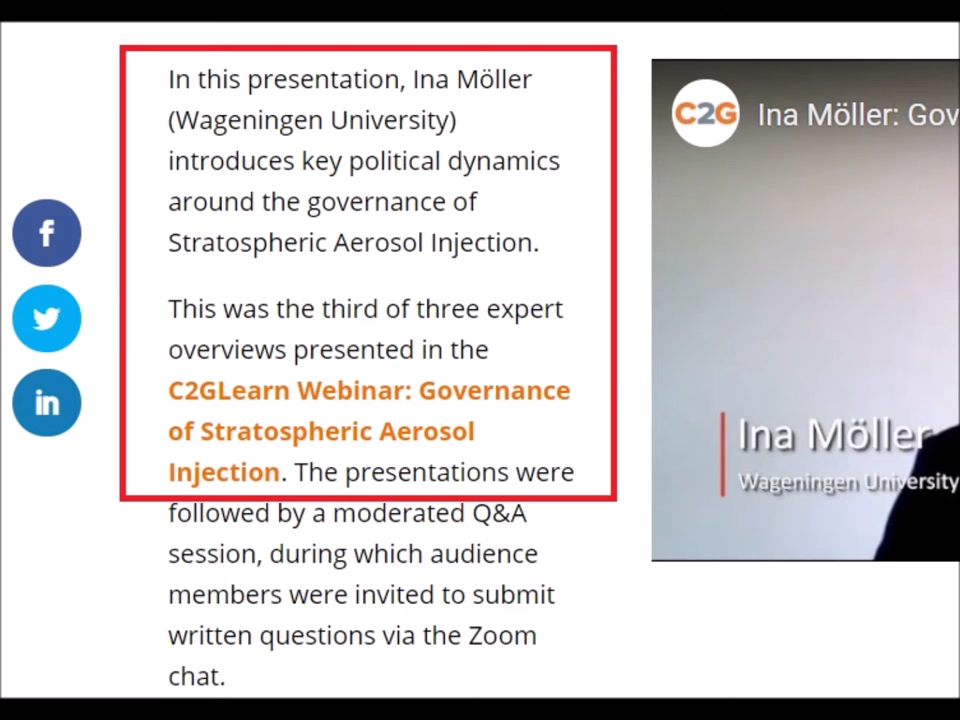 In this presentation, Ina Möller
(Wageningen University)
introduces key political dynamics
around the governance of
Stratospheric Aerosol Injection.
This was the third of three expert
overviews presented in the
C2GLearn Webinar: Governance
of Stratospheric Aerosol
Injection. The presentations were
followed by a moderated Q&A
session, during which audience
members were invited to submit
written questions via the Zoom
chat.
f
in
C2G
Ina Möller: Gov
Ina Möller
Wageningen University